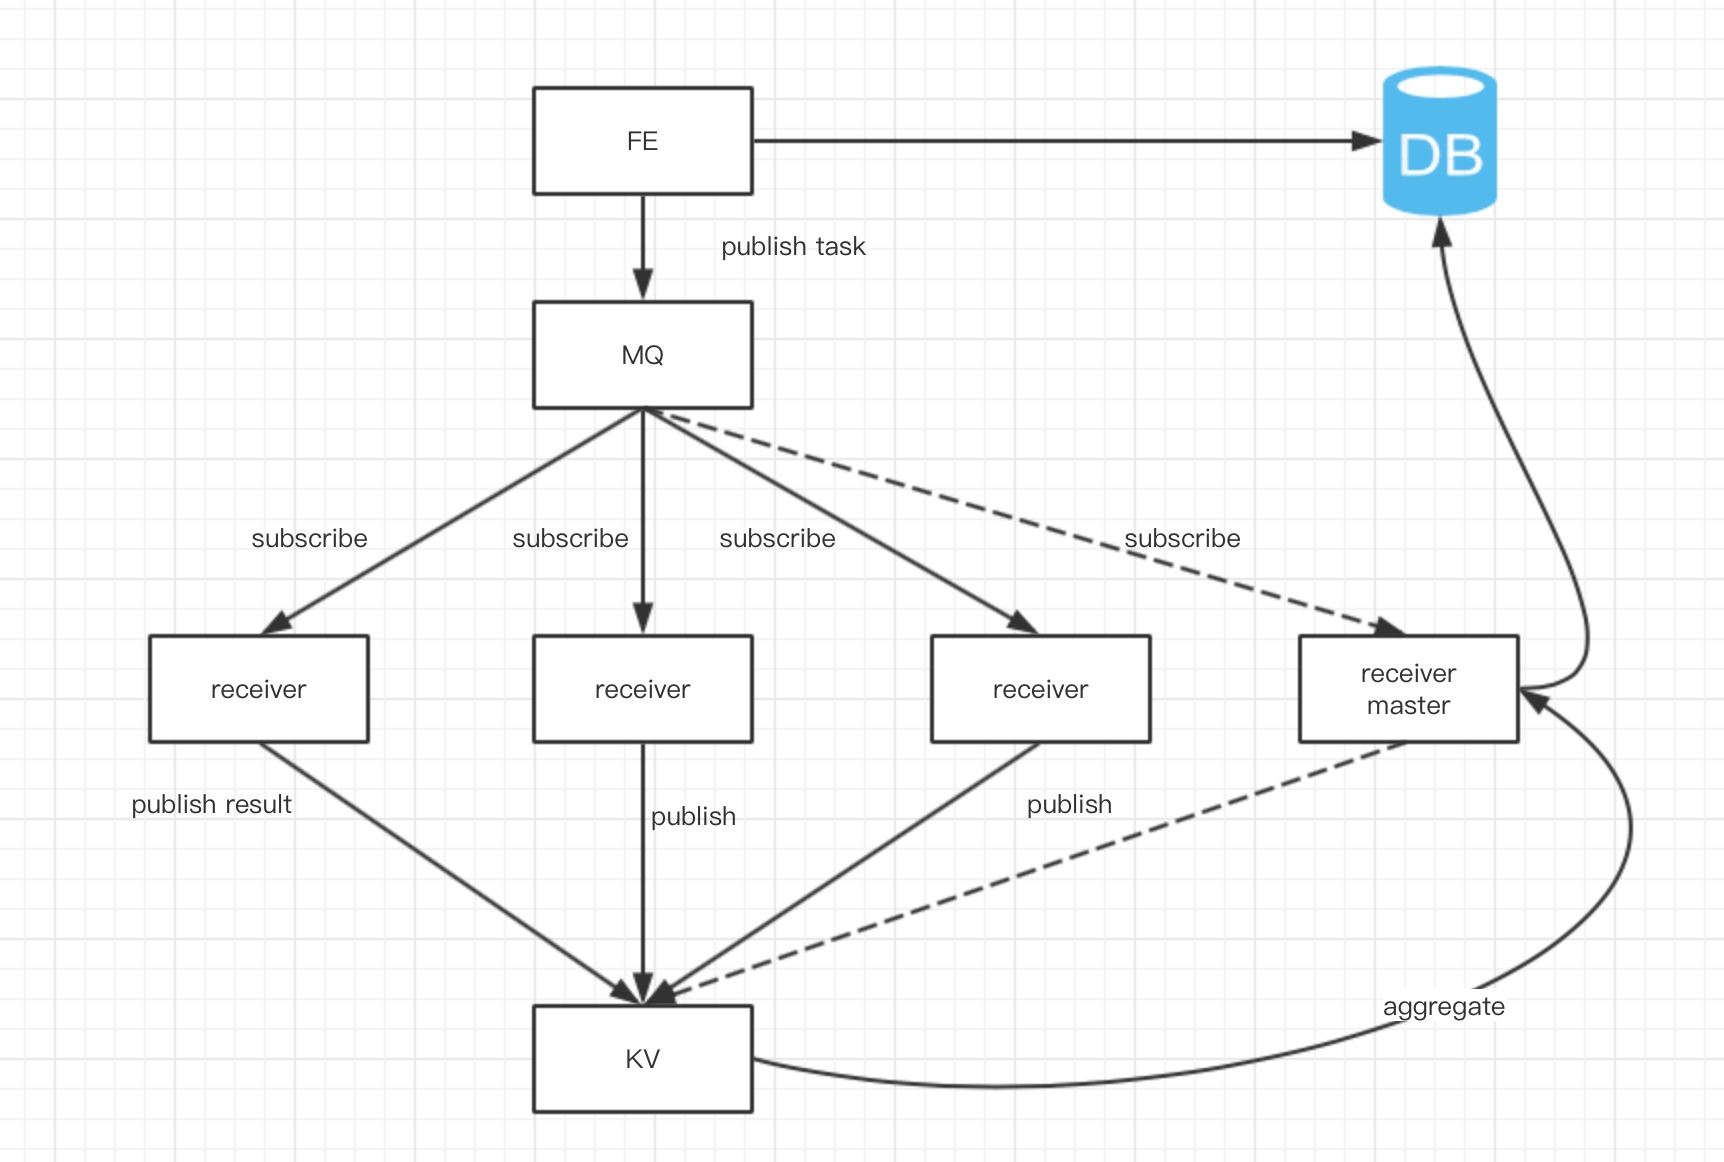 FE
DB
publish task
MQ
subscribe
subscribe
subscribe
subscribe
receiver
receiver
receiver
receiver
master
publish result
publish
publish
aggregate
KV